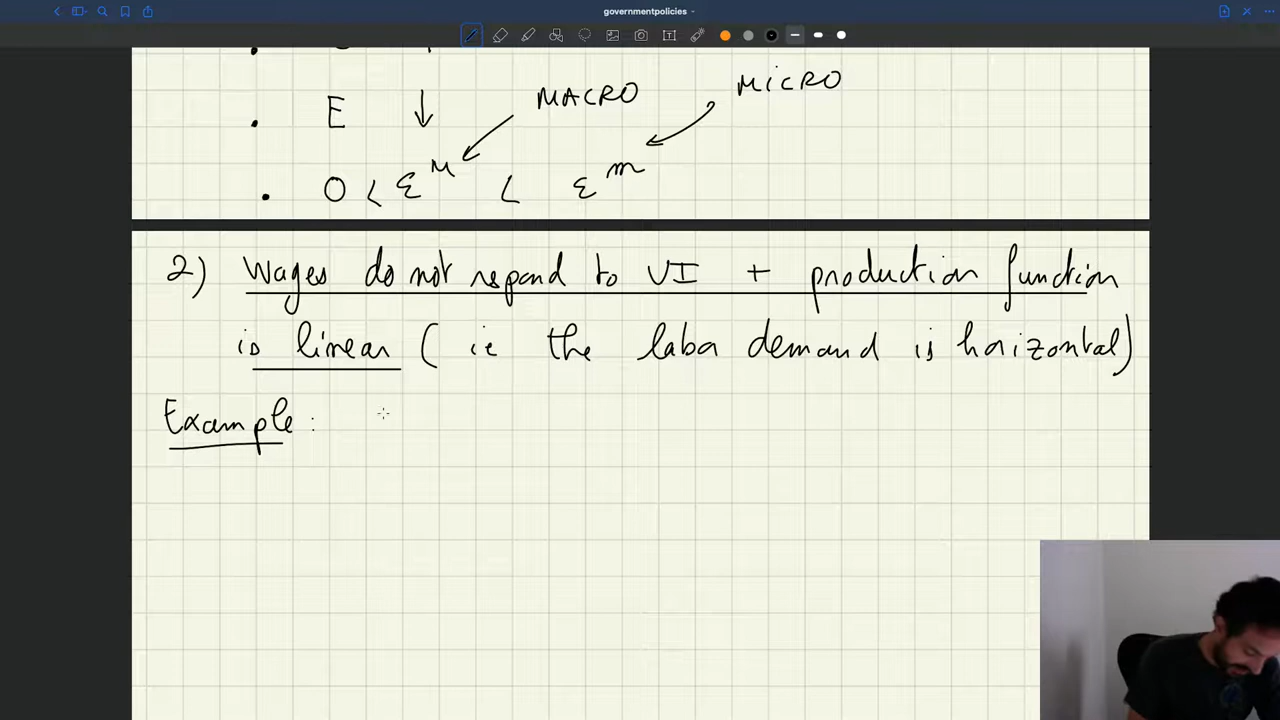 governmentpolicies
• E ↓ MACRO MiCRO
• 0 < ε^M < ε^m
2) Wages do not respond to UI + production function
is linear (ie the labor demand is horizontal)
Example: